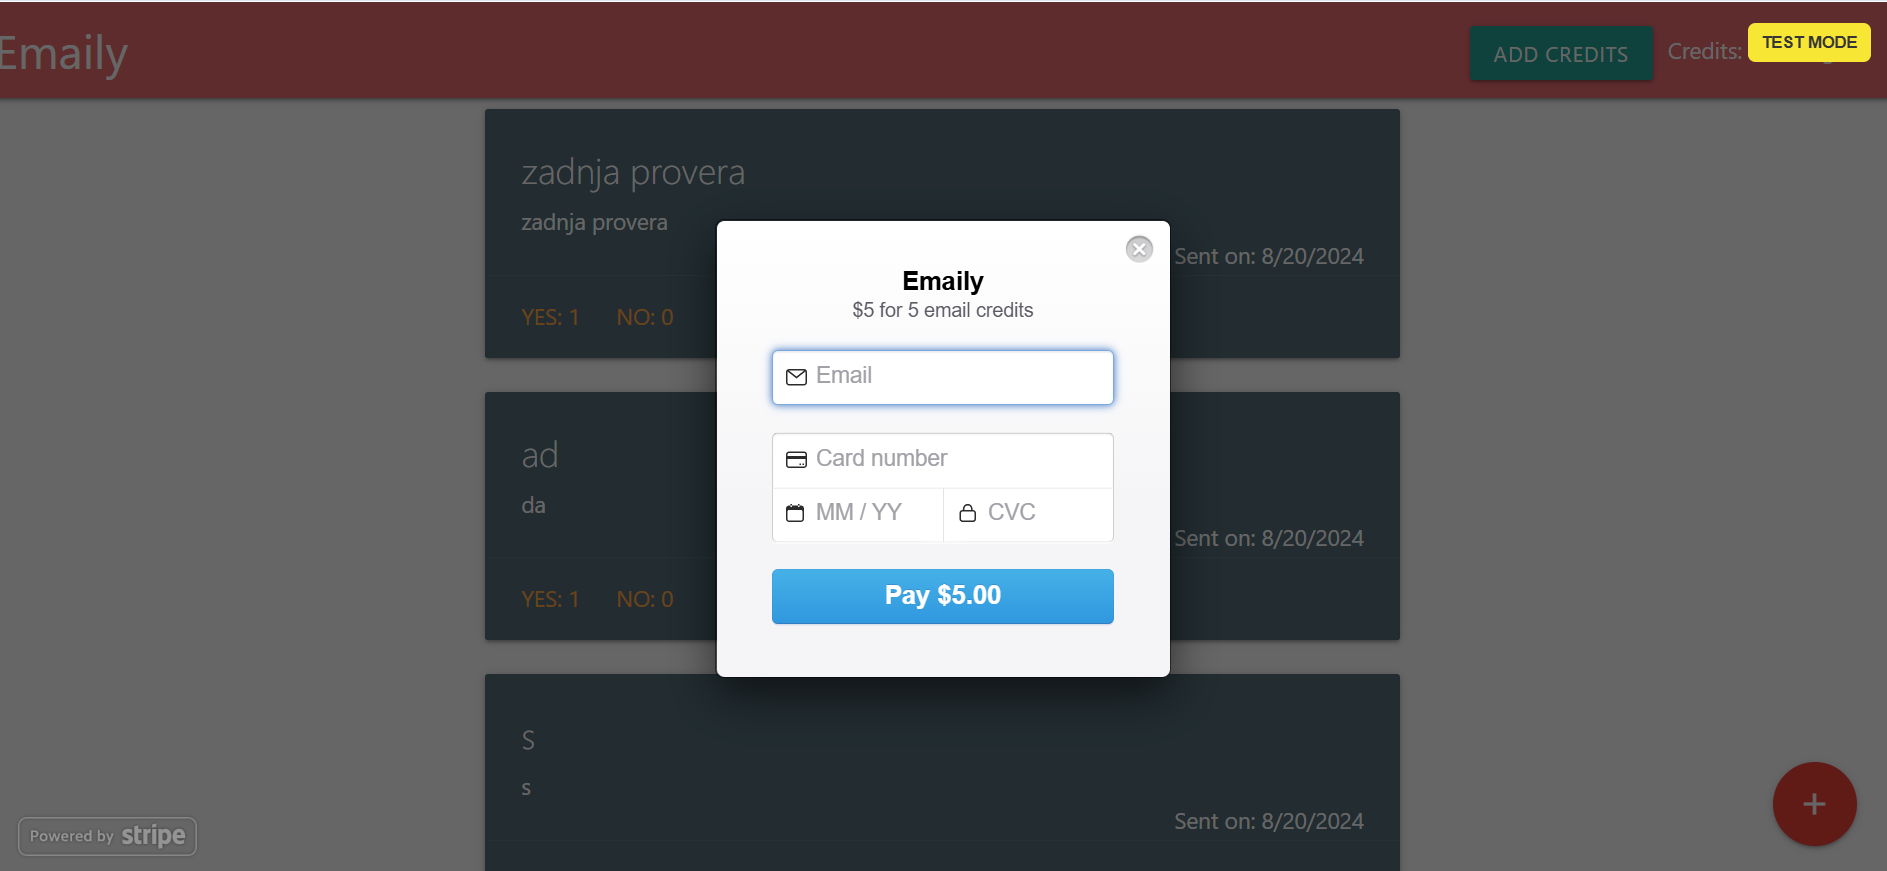 Emaily
ADD CREDITS
Credits:
TEST MODE
zadnja provera
zadnja provera
Sent on: 8/20/2024
YES: 1 NO: 0
Emaily
$5 for 5 email credits
Email
Card number
MM / YY
CVC
Pay $5.00
ad
da
Sent on: 8/20/2024
YES: 1 NO: 0
S
s
Sent on: 8/20/2024
+
Powered by stripe